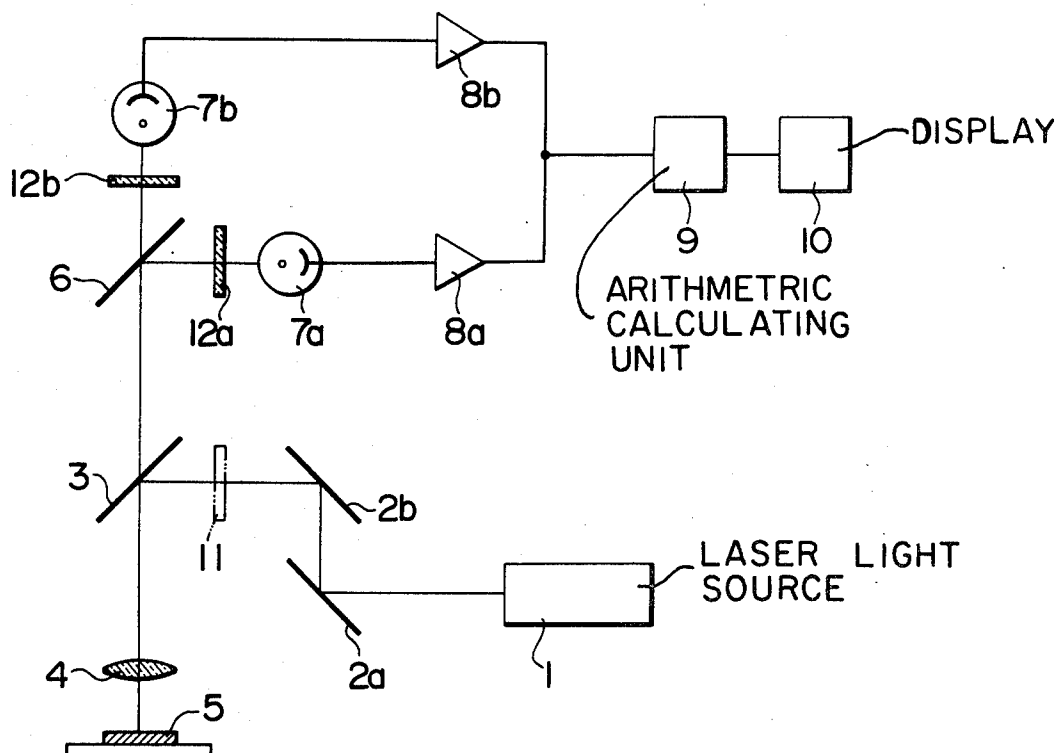 8b
7b
DISPLAY
12b
9
10
6
12a
7a
8a
ARITHMETRIC
CALCULATING
UNIT
3
11
2b
LASER LIGHT
SOURCE
2a
1
4
5